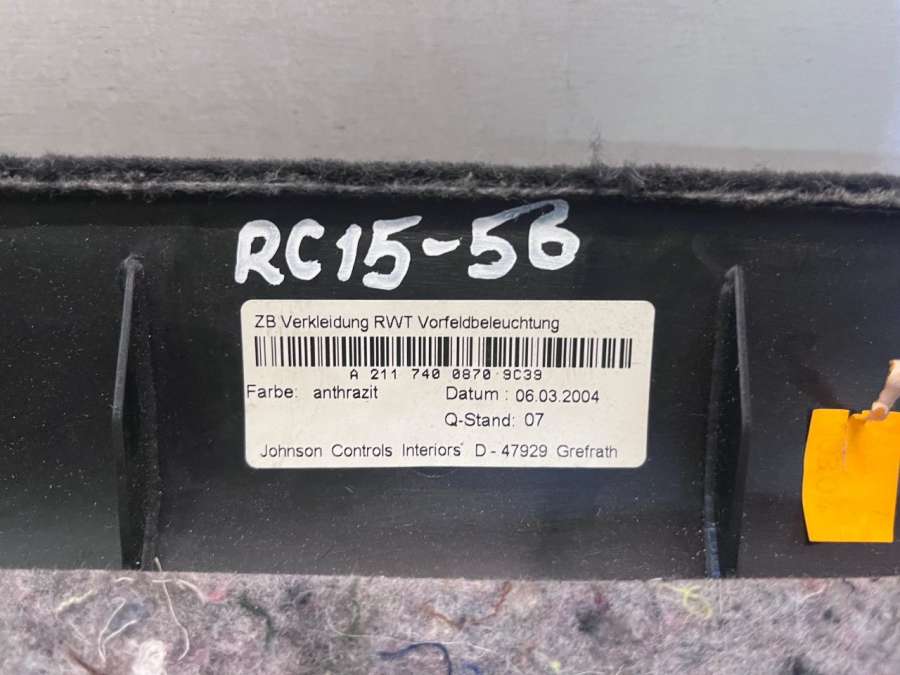 RC15-56
ZB Verkleidung RWT Vorfeldbeleuchtung
A 211 740 0870 9C39
Farbe: anthrazit Datum : 06.03.2004
Q-Stand: 07
Johnson Controls Interiors D - 47929 Grefrath